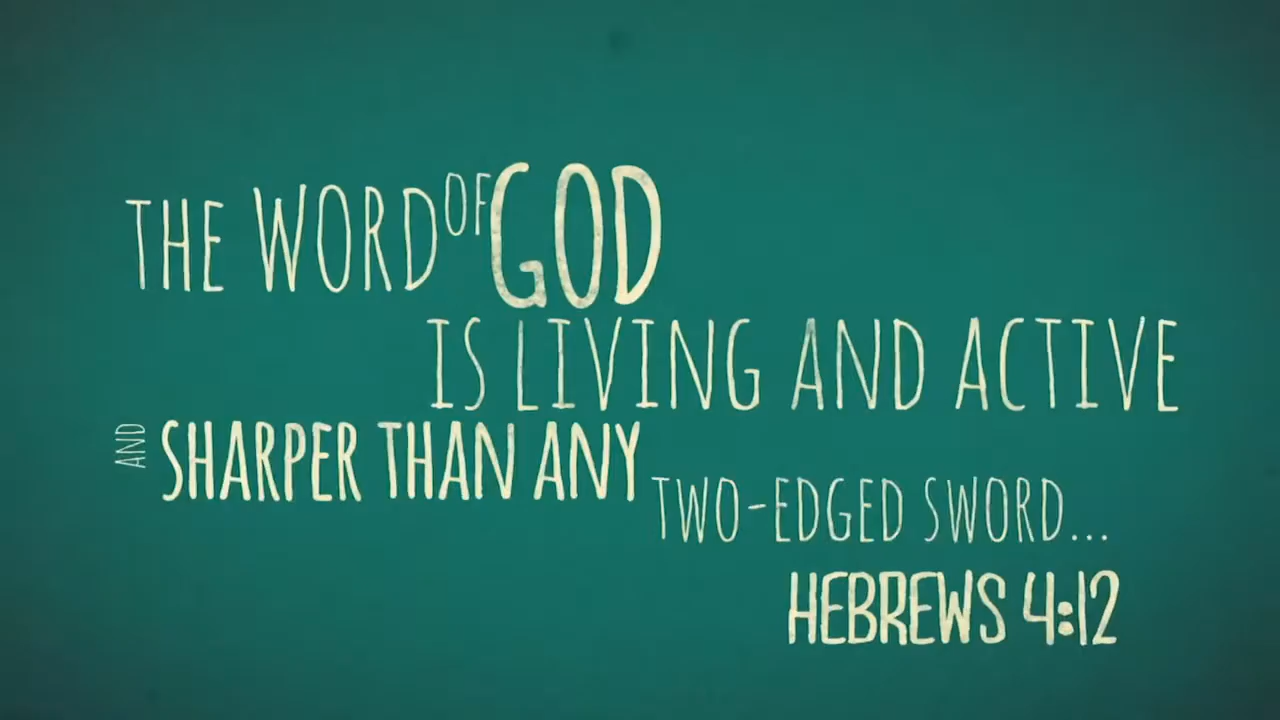 THE WORD OF GOD
IS LIVING AND ACTIVE
AND SHARPER THAN ANY
TWO-EDGED SWORD...
HEBREWS 4:12